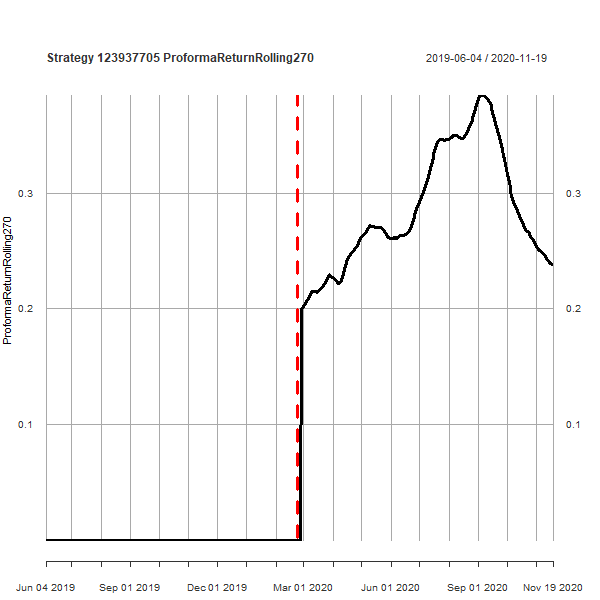 Strategy 123937705 ProformaReturnRolling270
2019-06-04 / 2020-11-19
ProformaReturnRolling270
0.3
0.3
0.2
0.2
0.1
0.1
Jun 04 2019
Sep 01 2019
Dec 01 2019
Mar 01 2020
Jun 01 2020
Sep 01 2020
Nov 19 2020